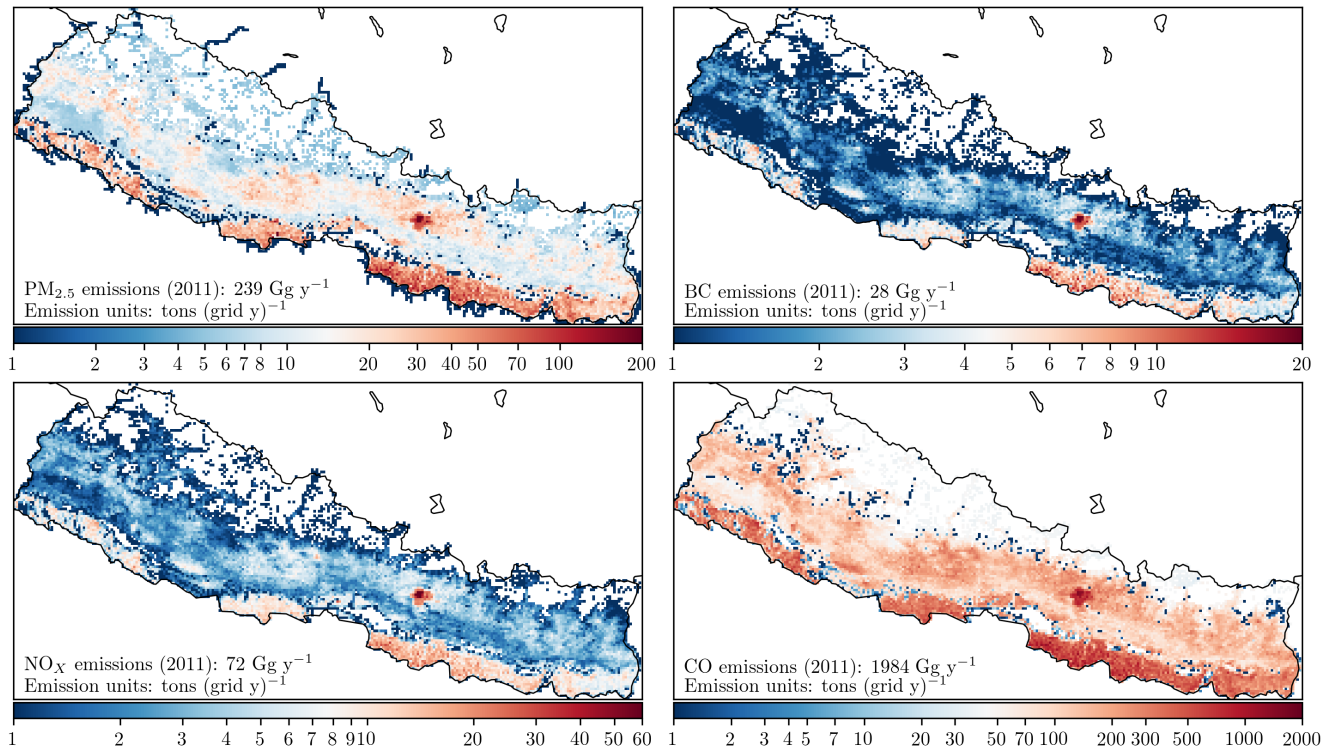 PM₂.₅ emissions (2011): 239 Gg y⁻¹
Emission units: tons (grid y)⁻¹
1 2 3 4 5 6 7 8 10 20 30 40 50 70 100 200
BC emissions (2011): 28 Gg y⁻¹
Emission units: tons (grid y)⁻¹
1 2 3 4 5 6 7 8 9 10 20
NOₓ emissions (2011): 72 Gg y⁻¹
Emission units: tons (grid y)⁻¹
1 2 3 4 5 6 7 8 9 10 20 30 40 50 60
CO emissions (2011): 1984 Gg y⁻¹
Emission units: tons (grid y)⁻¹
1 2 3 4 5 7 10 20 30 50 70 100 200 300 500 1000 2000